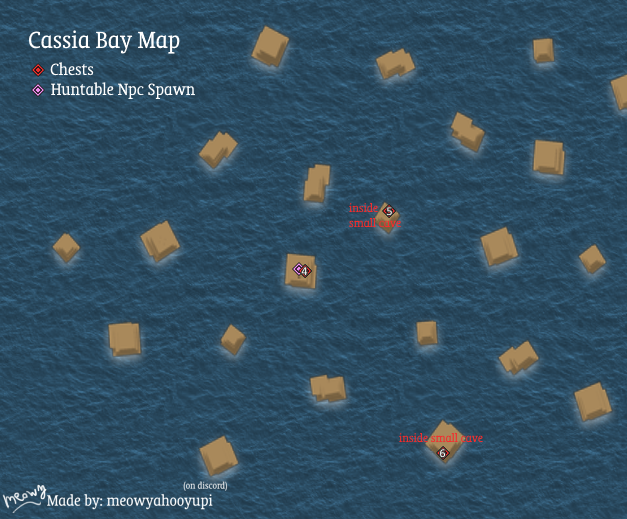 Cassia Bay Map
Chests
Huntable Npc Spawn
inside
small cave
5
4
inside small cave
6
(on discord)
meowy
Made by: meowyahooyupi